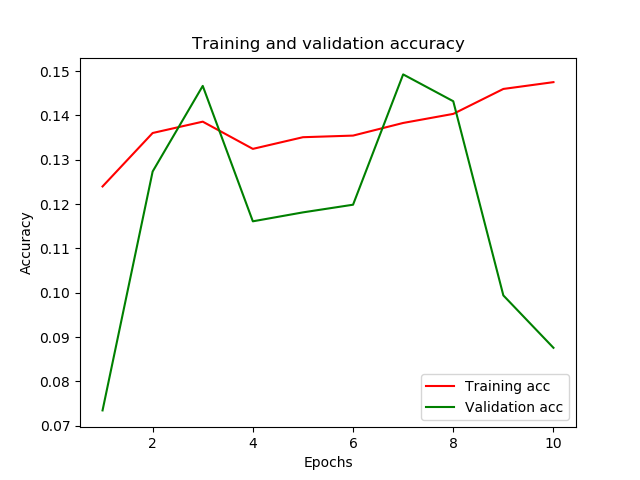 Training and validation accuracy
0.15
0.14
0.13
0.12
0.11
0.10
0.09
0.08
0.07
Accuracy
2
4
6
8
10
Epochs
Training acc
Validation acc